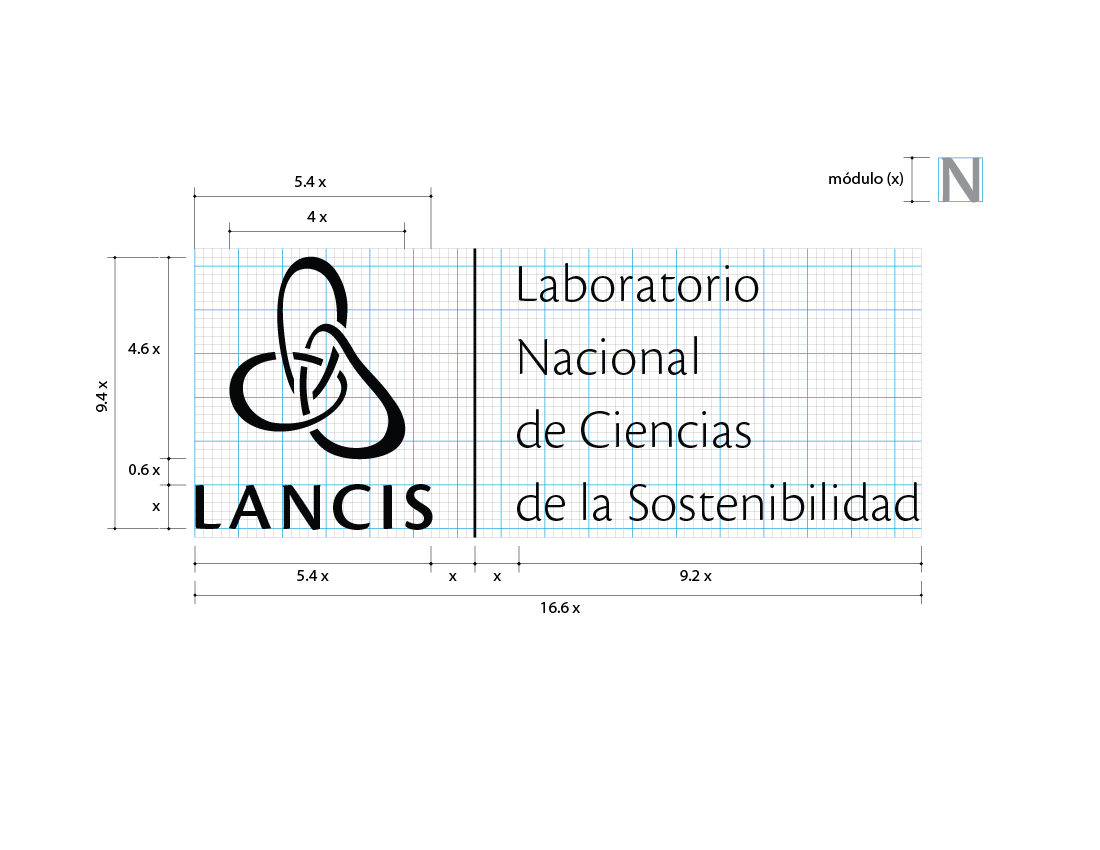 módulo (x)
N
5.4 x
4 x
4.6 x
9.4 x
0.6 x
x
LANCIS
Laboratorio
Nacional
de Ciencias
de la Sostenibilidad
5.4 x
x
x
9.2 x
16.6 x